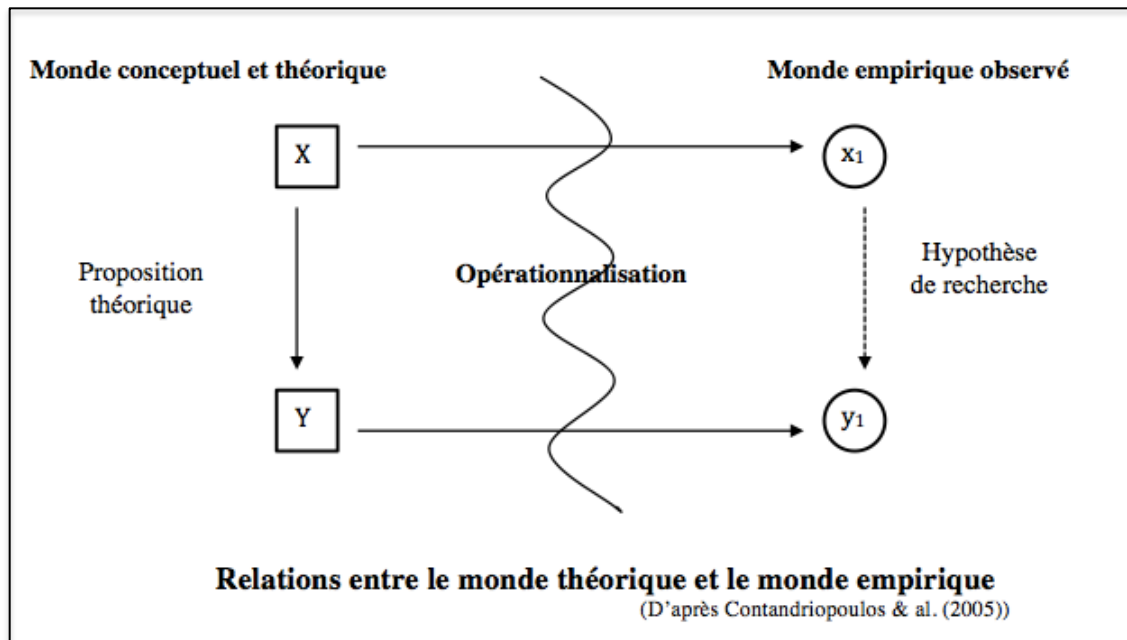 Monde conceptuel et théorique
Monde empirique observé
X
x₁
Proposition
théorique
Opérationnalisation
Hypothèse
de recherche
Y
y₁
Relations entre le monde théorique et le monde empirique
(D'après Contandriopoulos & al. (2005))